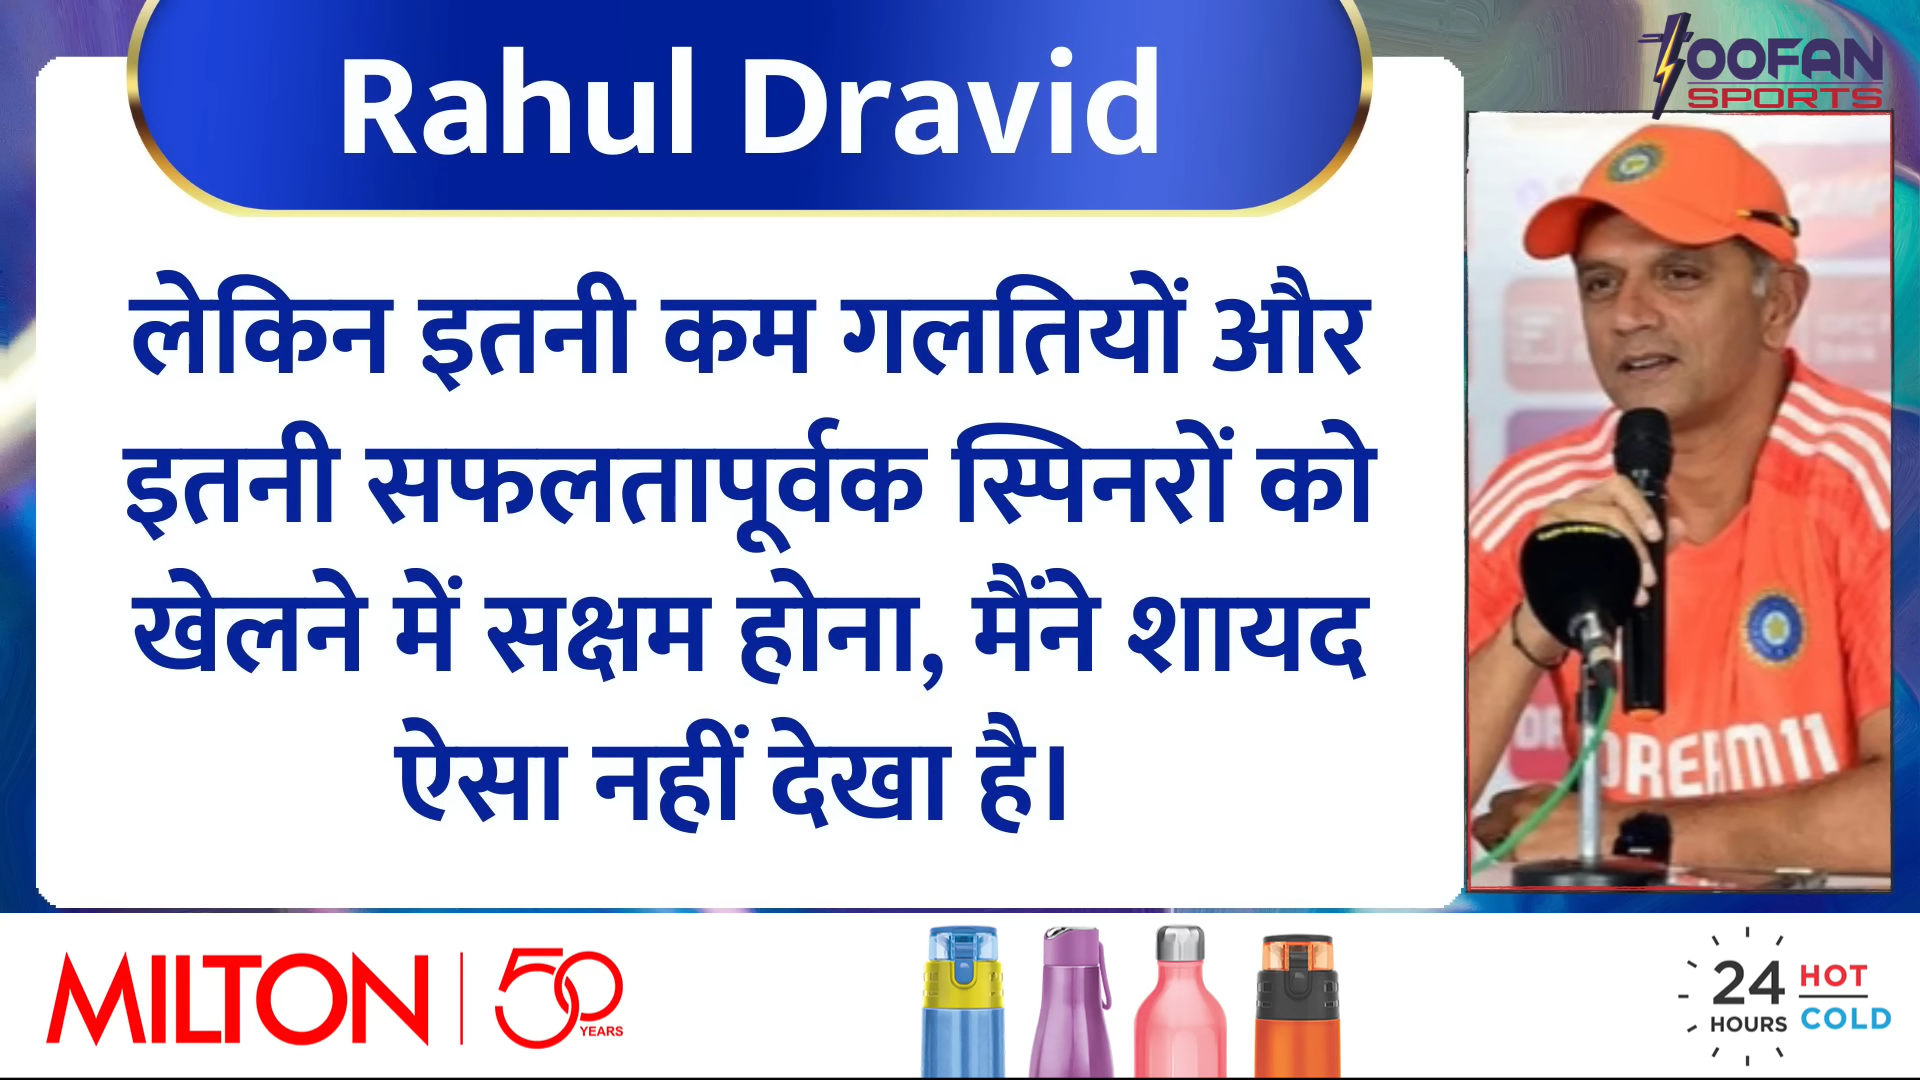 Rahul Dravid
TOOFAN
SPORTS
लेकिन इतनी कम गलतियों और
इतनी सफलतापूर्वक स्पिनरों को
खेलने में सक्षम होना, मैंने शायद
ऐसा नहीं देखा है।
DREAM11
MILTON
50
YEARS
24
HOURS
HOT
COLD